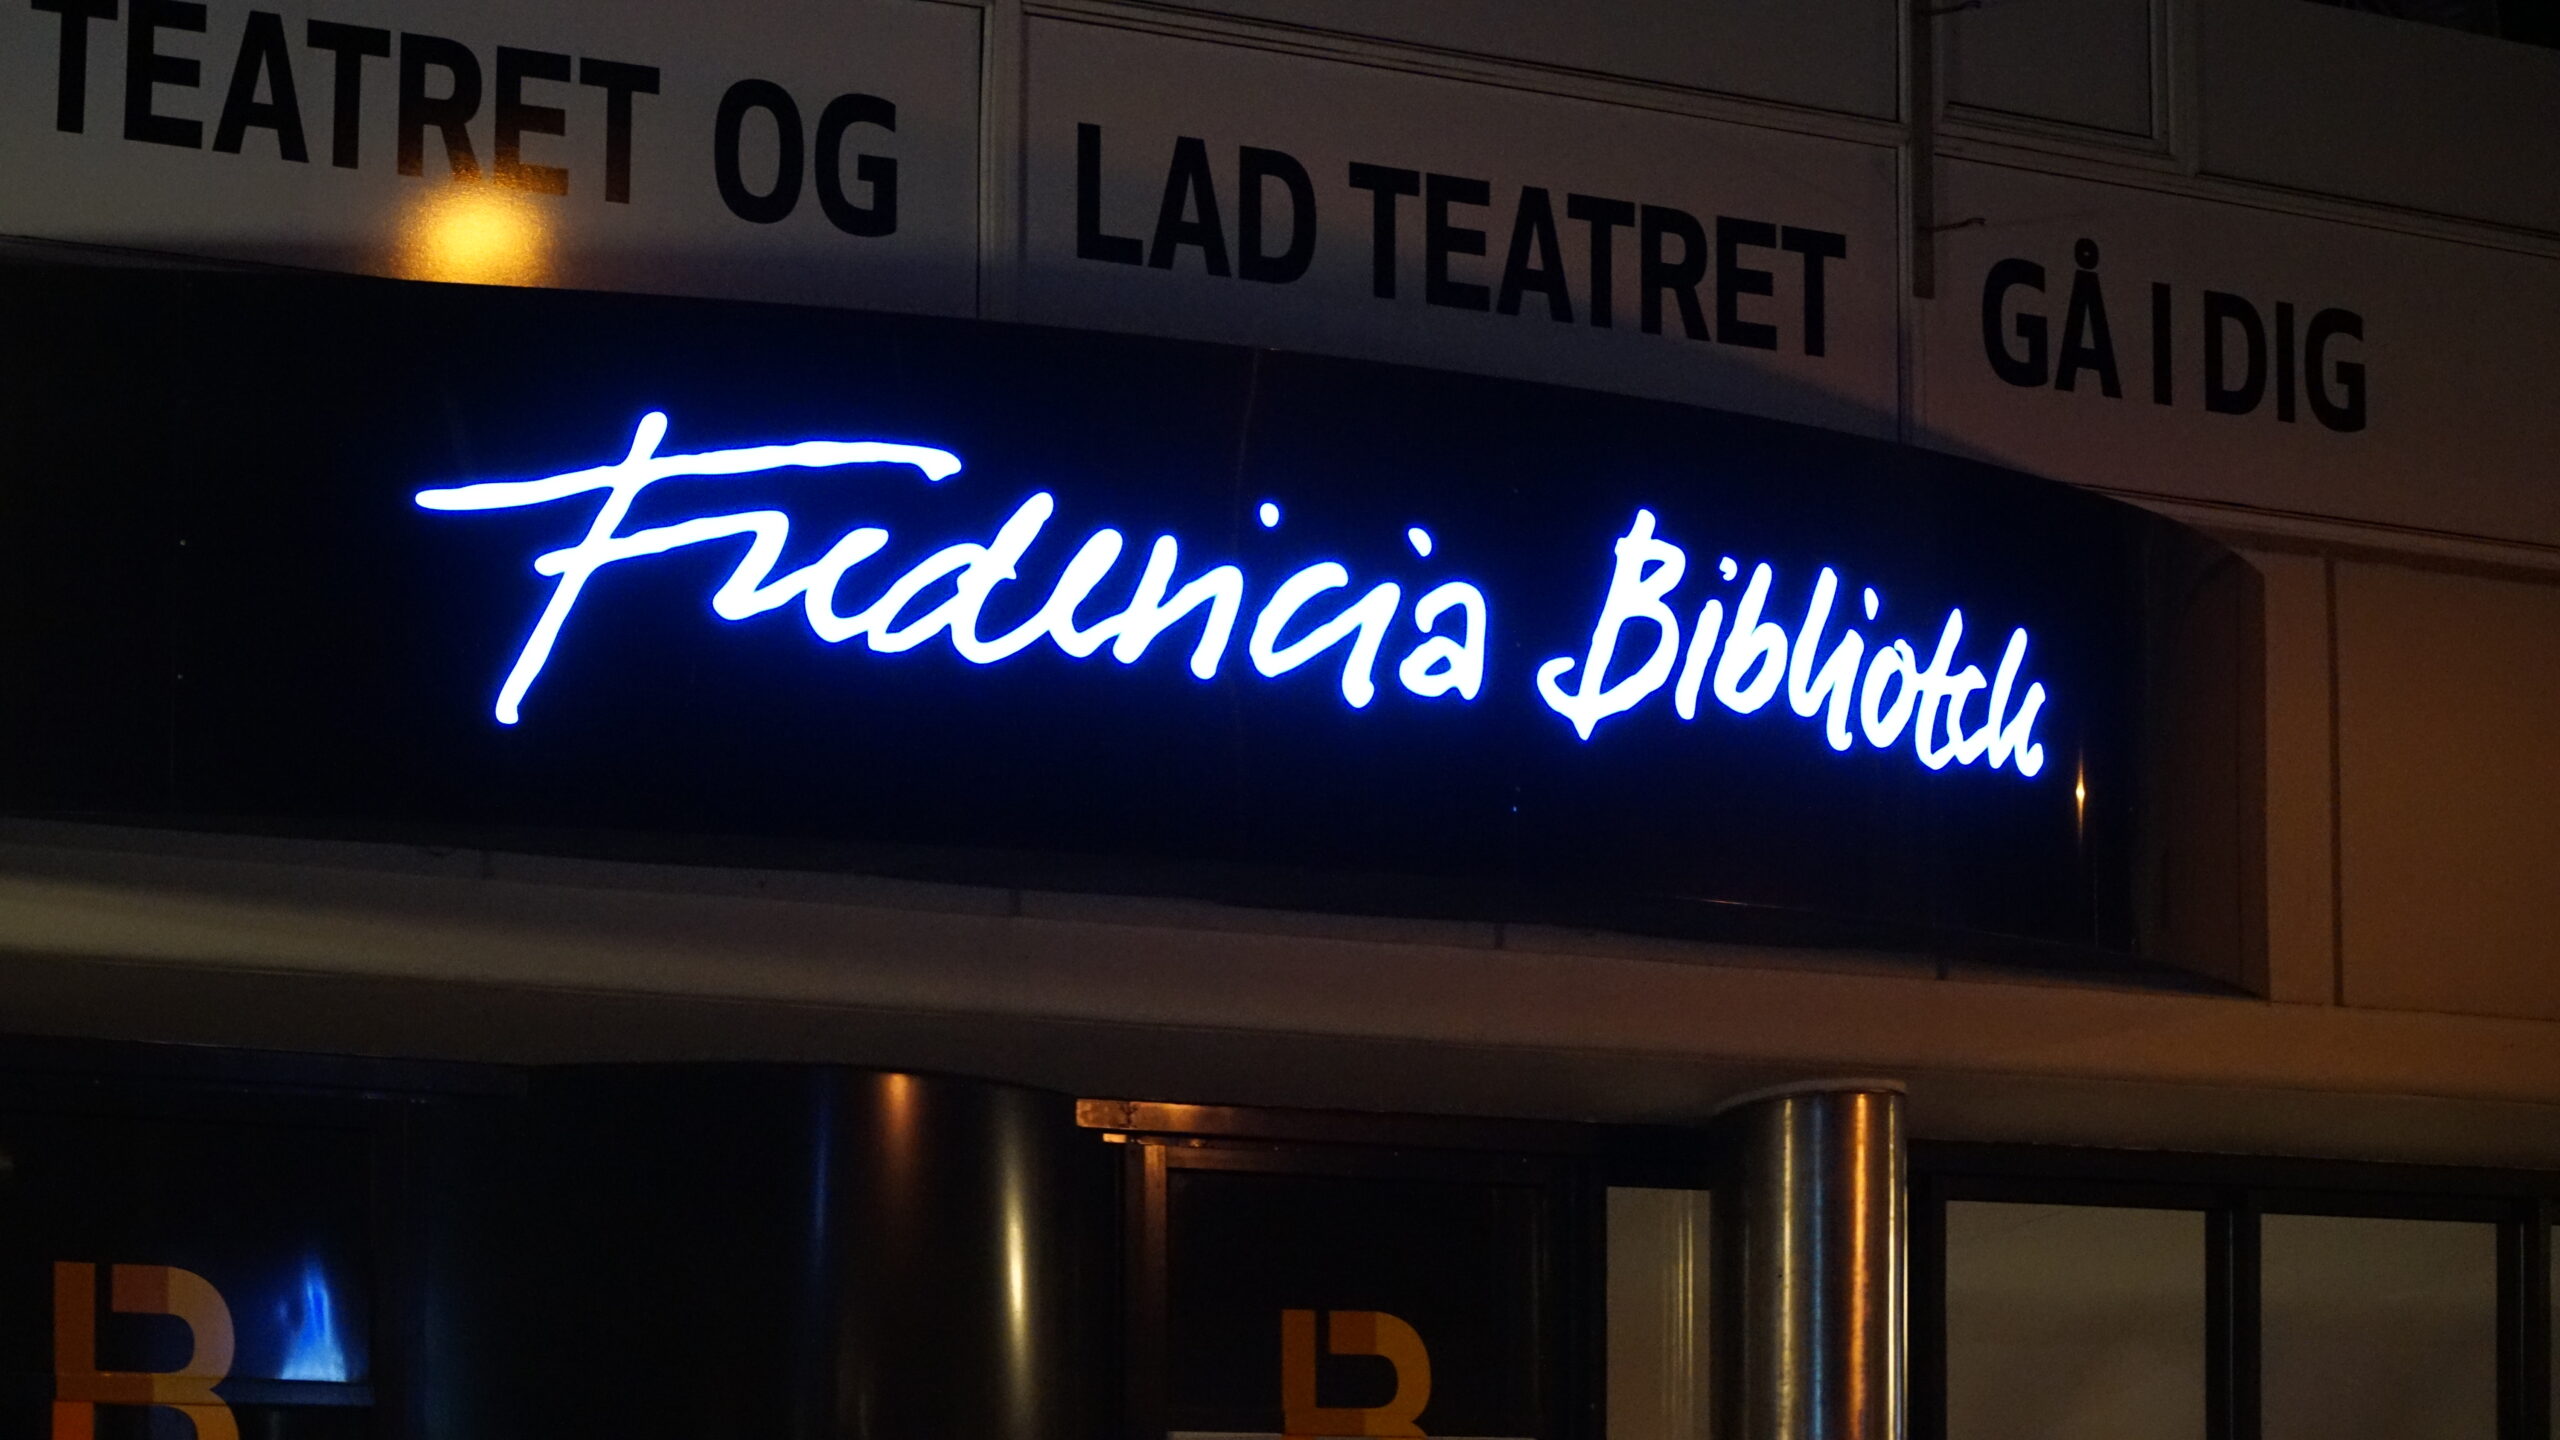 TEATRET OG LAD TEATRET GÅ I DIG
Fredericia Bibliotek
B B